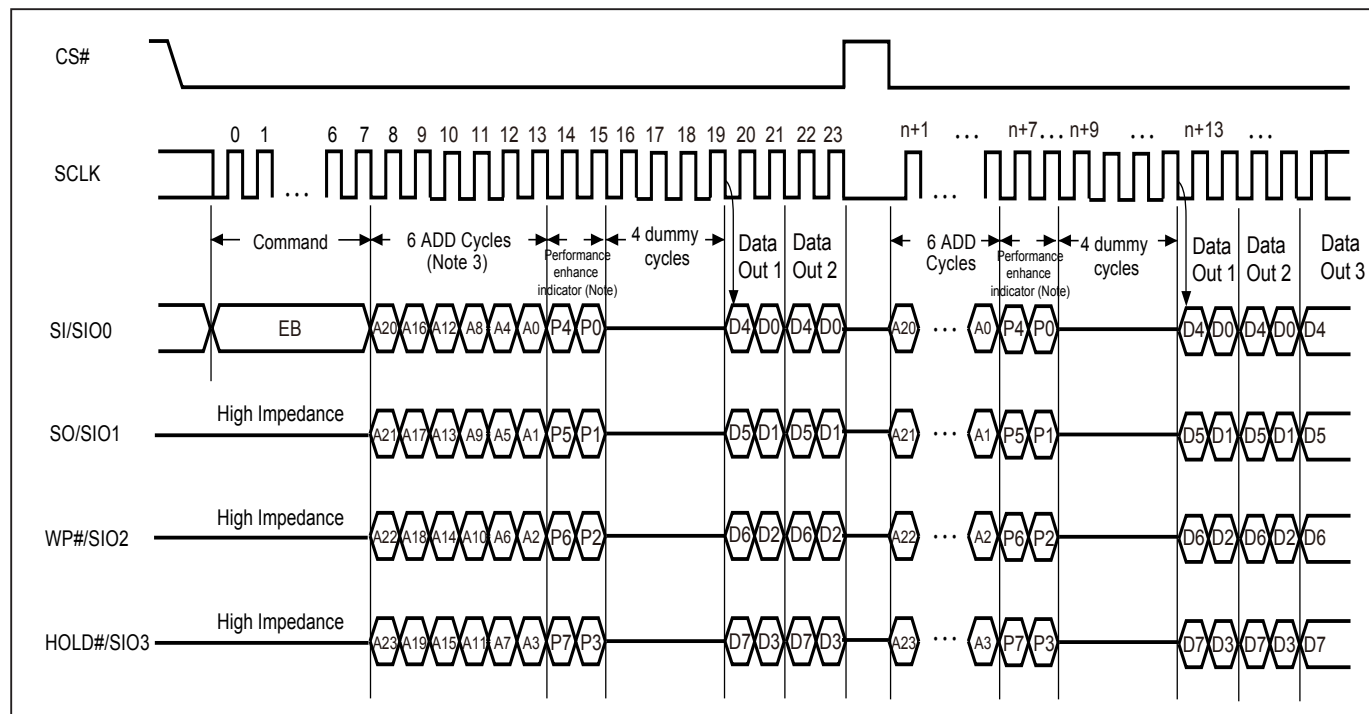 CS#
0 1 6 7 8 9 10 11 12 13 14 15 16 17 18 19 20 21 22 23 n+1 ... n+7... n+9 ... n+13 ...
SCLK ... ...
Command
6 ADD Cycles
(Note 3)
Performance
enhance
indicator (Note)
4 dummy
cycles
Data
Out 1
Data
Out 2
6 ADD
Cycles
Performance
enhance
indicator (Note)
4 dummy
cycles
Data
Out 1
Data
Out 2
Data
Out 3
SI/SIO0 EB A20 A16 A12 A8 A4 A0 P4 P0 D4 D0 D4 D0 A20 ... A0 P4 P0 D4 D0 D4 D0 D4
High Impedance
SO/SIO1 A21 A17 A13 A9 A5 A1 P5 P1 D5 D1 D5 D1 A21 ... A1 P5 P1 D5 D1 D5 D1 D5
High Impedance
WP#/SIO2 A22 A18 A14 A10 A6 A2 P6 P2 D6 D2 D6 D2 A22 ... A2 P6 P2 D6 D2 D6 D2 D6
High Impedance
HOLD#/SIO3 A23 A19 A15 A11 A7 A3 P7 P3 D7 D3 D7 D3 A23 ... A3 P7 P3 D7 D3 D7 D3 D7